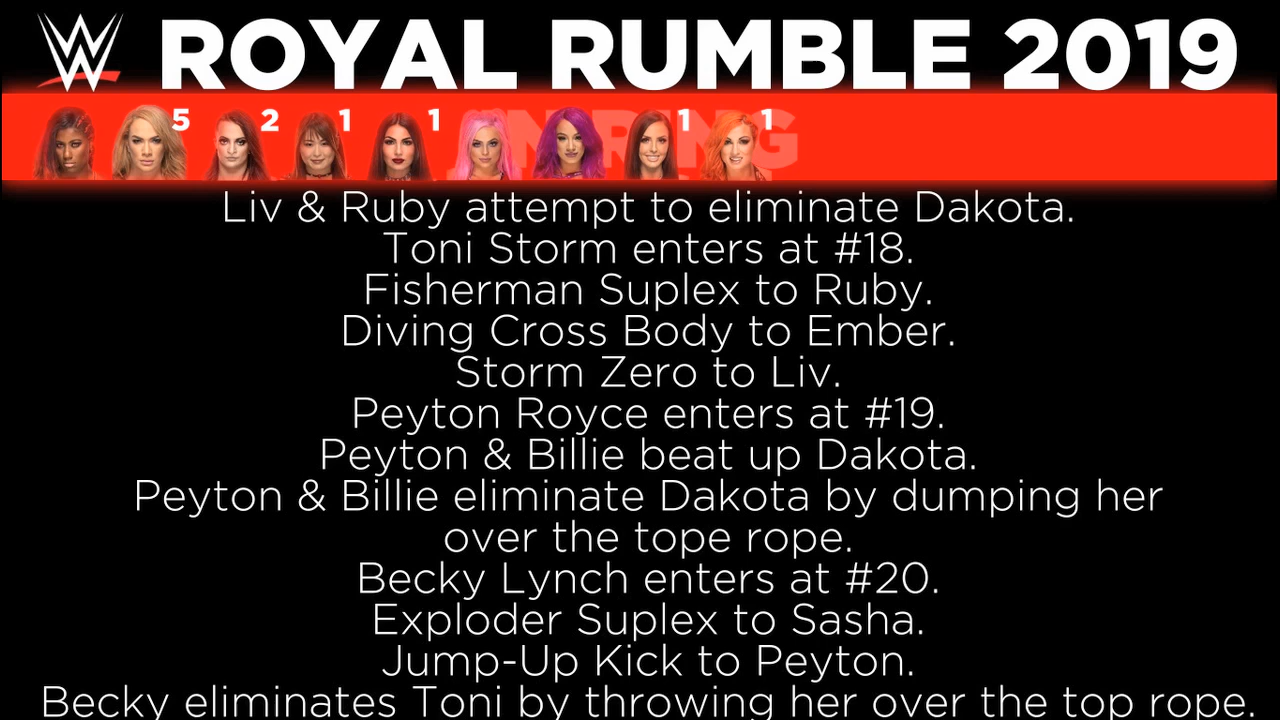 W ROYAL RUMBLE 2019
5 2 1 1 1 1
IN RING
Liv & Ruby attempt to eliminate Dakota.
Toni Storm enters at #18.
Fisherman Suplex to Ruby.
Diving Cross Body to Ember.
Storm Zero to Liv.
Peyton Royce enters at #19.
Peyton & Billie beat up Dakota.
Peyton & Billie eliminate Dakota by dumping her
over the tope rope.
Becky Lynch enters at #20.
Exploder Suplex to Sasha.
Jump-Up Kick to Peyton.
Becky eliminates Toni by throwing her over the top rope.